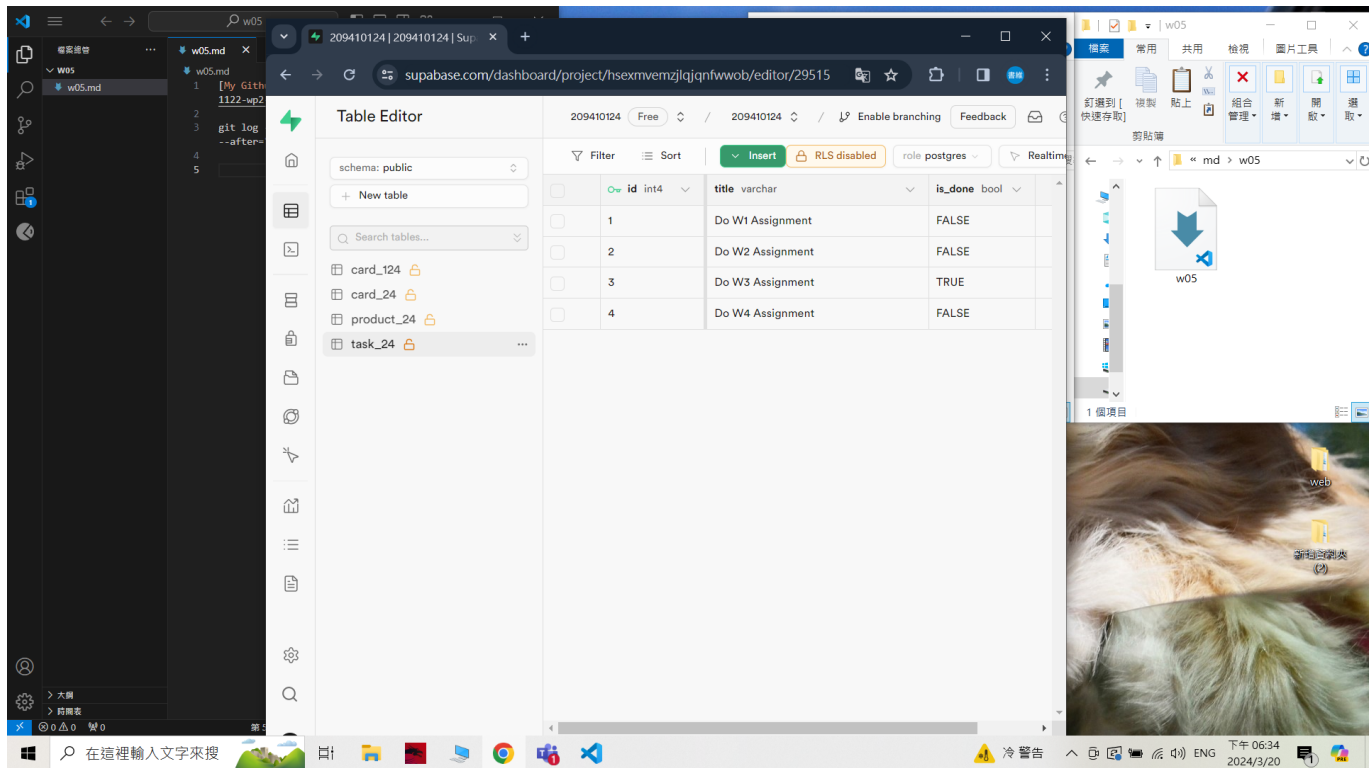 w05
檔案總管
W05
w05.md
w05.md
w05.md
1 [My Gith
1122-wp2
2
3 git log
--after=
4
5
大綱
時間表
0 0 0
209410124 | 209410124 | Sup
supabase.com/dashboard/project/hsexmvemzjlqjqnfwwob/editor/29515
書維
Table Editor
209410124 Free / 209410124 / Enable branching Feedback
schema: public
New table
Search tables...
card_124
card_24
product_24
task_24
Filter Sort Insert RLS disabled role postgres Realtime
id int4 title varchar is_done bool
1 Do W1 Assignment FALSE
2 Do W2 Assignment FALSE
3 Do W3 Assignment TRUE
4 Do W4 Assignment FALSE
w05
檔案 常用 共用 檢視 圖片工具
釘選到 [
快速存取]
複製
貼上
組合
管理
新
增
開
啟
選
取
剪貼簿
« md > w05
w05
1 個項目
web
(2)
在這裡輸入文字來搜
冷 警告
ENG
下午 06:34
2024/3/20
1